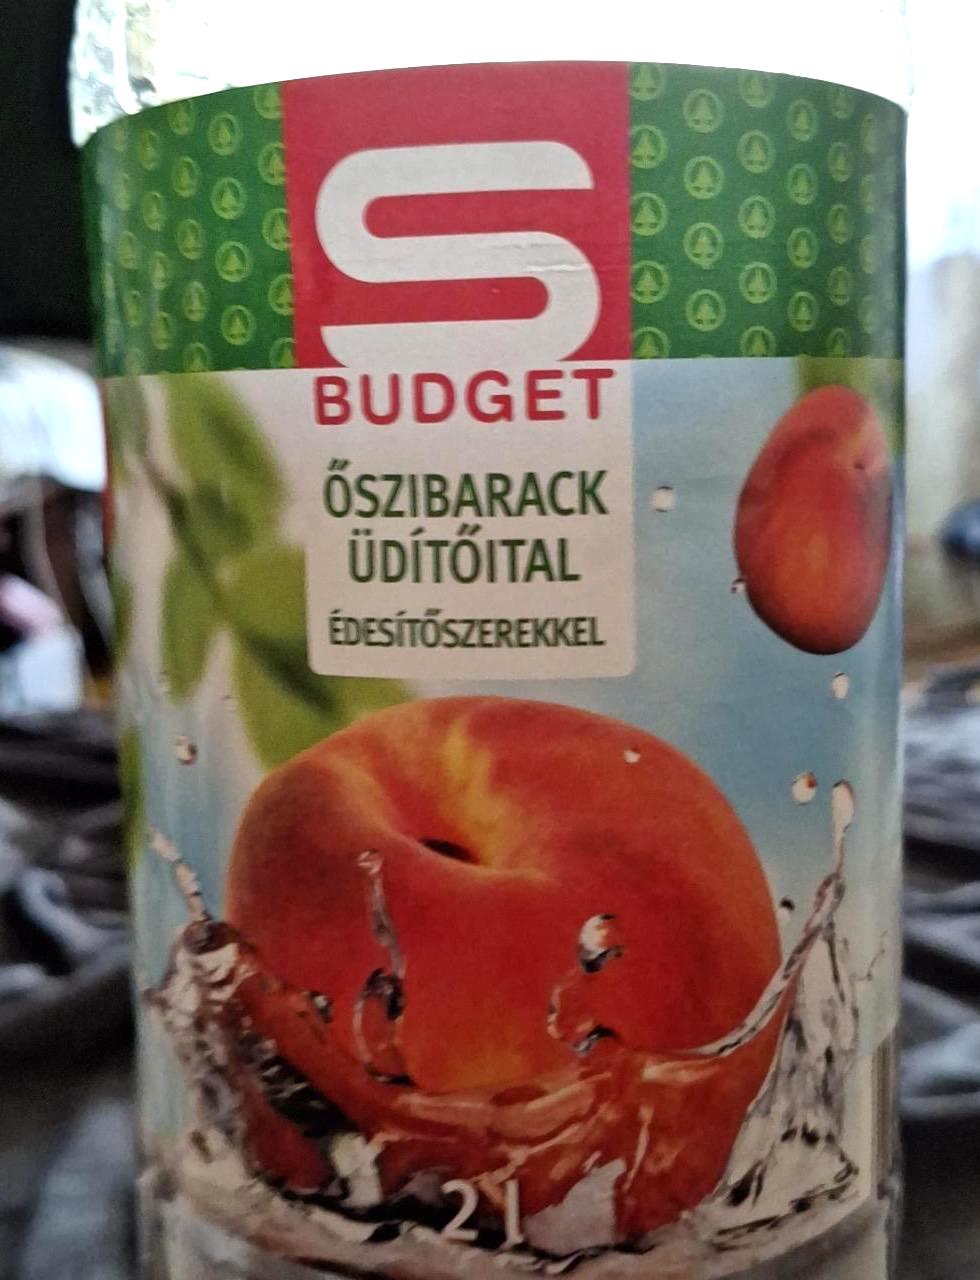 S
BUDGET
ŐSZIBARACK
ÜDÍTŐITAL
ÉDESÍTŐSZEREKKEL
2 l